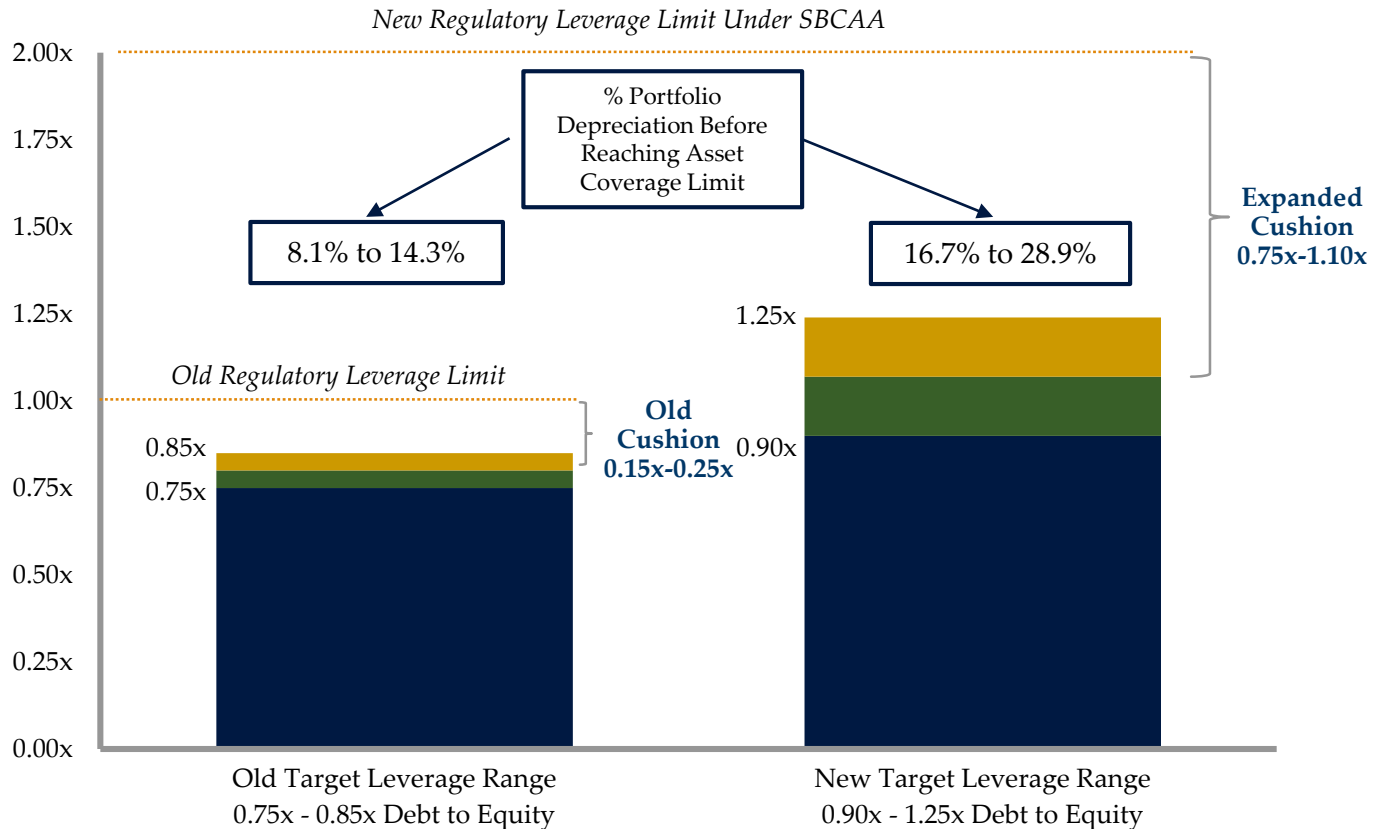 New Regulatory Leverage Limit Under SBCAA
2.00x
1.75x
1.50x
1.25x
1.00x
0.75x
0.50x
0.25x
0.00x
% Portfolio
Depreciation Before
Reaching Asset
Coverage Limit
8.1% to 14.3%
16.7% to 28.9%
Expanded
Cushion
0.75x-1.10x
Old Regulatory Leverage Limit
Old
Cushion
0.15x-0.25x
0.85x
0.75x
1.25x
0.90x
Old Target Leverage Range
0.75x - 0.85x Debt to Equity
New Target Leverage Range
0.90x - 1.25x Debt to Equity